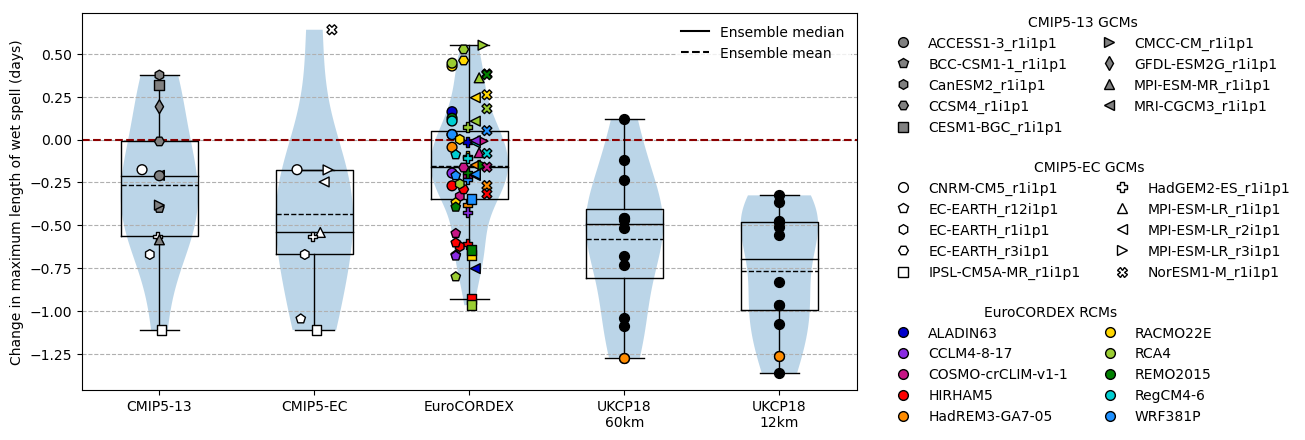 Change in maximum length of wet spell (days)
0.50
0.25
0.00
−0.25
−0.50
−0.75
−1.00
−1.25
Ensemble median
Ensemble mean
CMIP5-13
CMIP5-EC
EuroCORDEX
UKCP18
60km
UKCP18
12km
CMIP5-13 GCMs
ACCESS1-3_r1i1p1
BCC-CSM1-1_r1i1p1
CanESM2_r1i1p1
CCSM4_r1i1p1
CESM1-BGC_r1i1p1
CMCC-CM_r1i1p1
GFDL-ESM2G_r1i1p1
MPI-ESM-MR_r1i1p1
MRI-CGCM3_r1i1p1
CMIP5-EC GCMs
CNRM-CM5_r1i1p1
EC-EARTH_r12i1p1
EC-EARTH_r1i1p1
EC-EARTH_r3i1p1
IPSL-CM5A-MR_r1i1p1
HadGEM2-ES_r1i1p1
MPI-ESM-LR_r1i1p1
MPI-ESM-LR_r2i1p1
MPI-ESM-LR_r3i1p1
NorESM1-M_r1i1p1
EuroCORDEX RCMs
ALADIN63
CCLM4-8-17
COSMO-crCLIM-v1-1
HIRHAM5
HadREM3-GA7-05
RACMO22E
RCA4
REMO2015
RegCM4-6
WRF381P